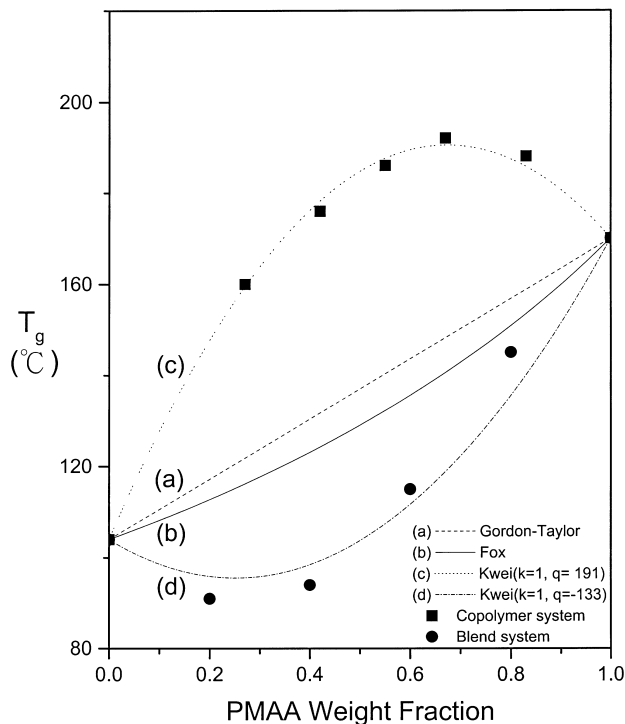 200
160
120
80
T_g
(℃)
(c)
(a)
(b)
(d)
(a) Gordon-Taylor
(b) Fox
(c) Kwei(k=1, q= 191)
(d) Kwei(k=1, q=-133)
Copolymer system
Blend system
0.0 0.2 0.4 0.6 0.8 1.0
PMAA Weight Fraction